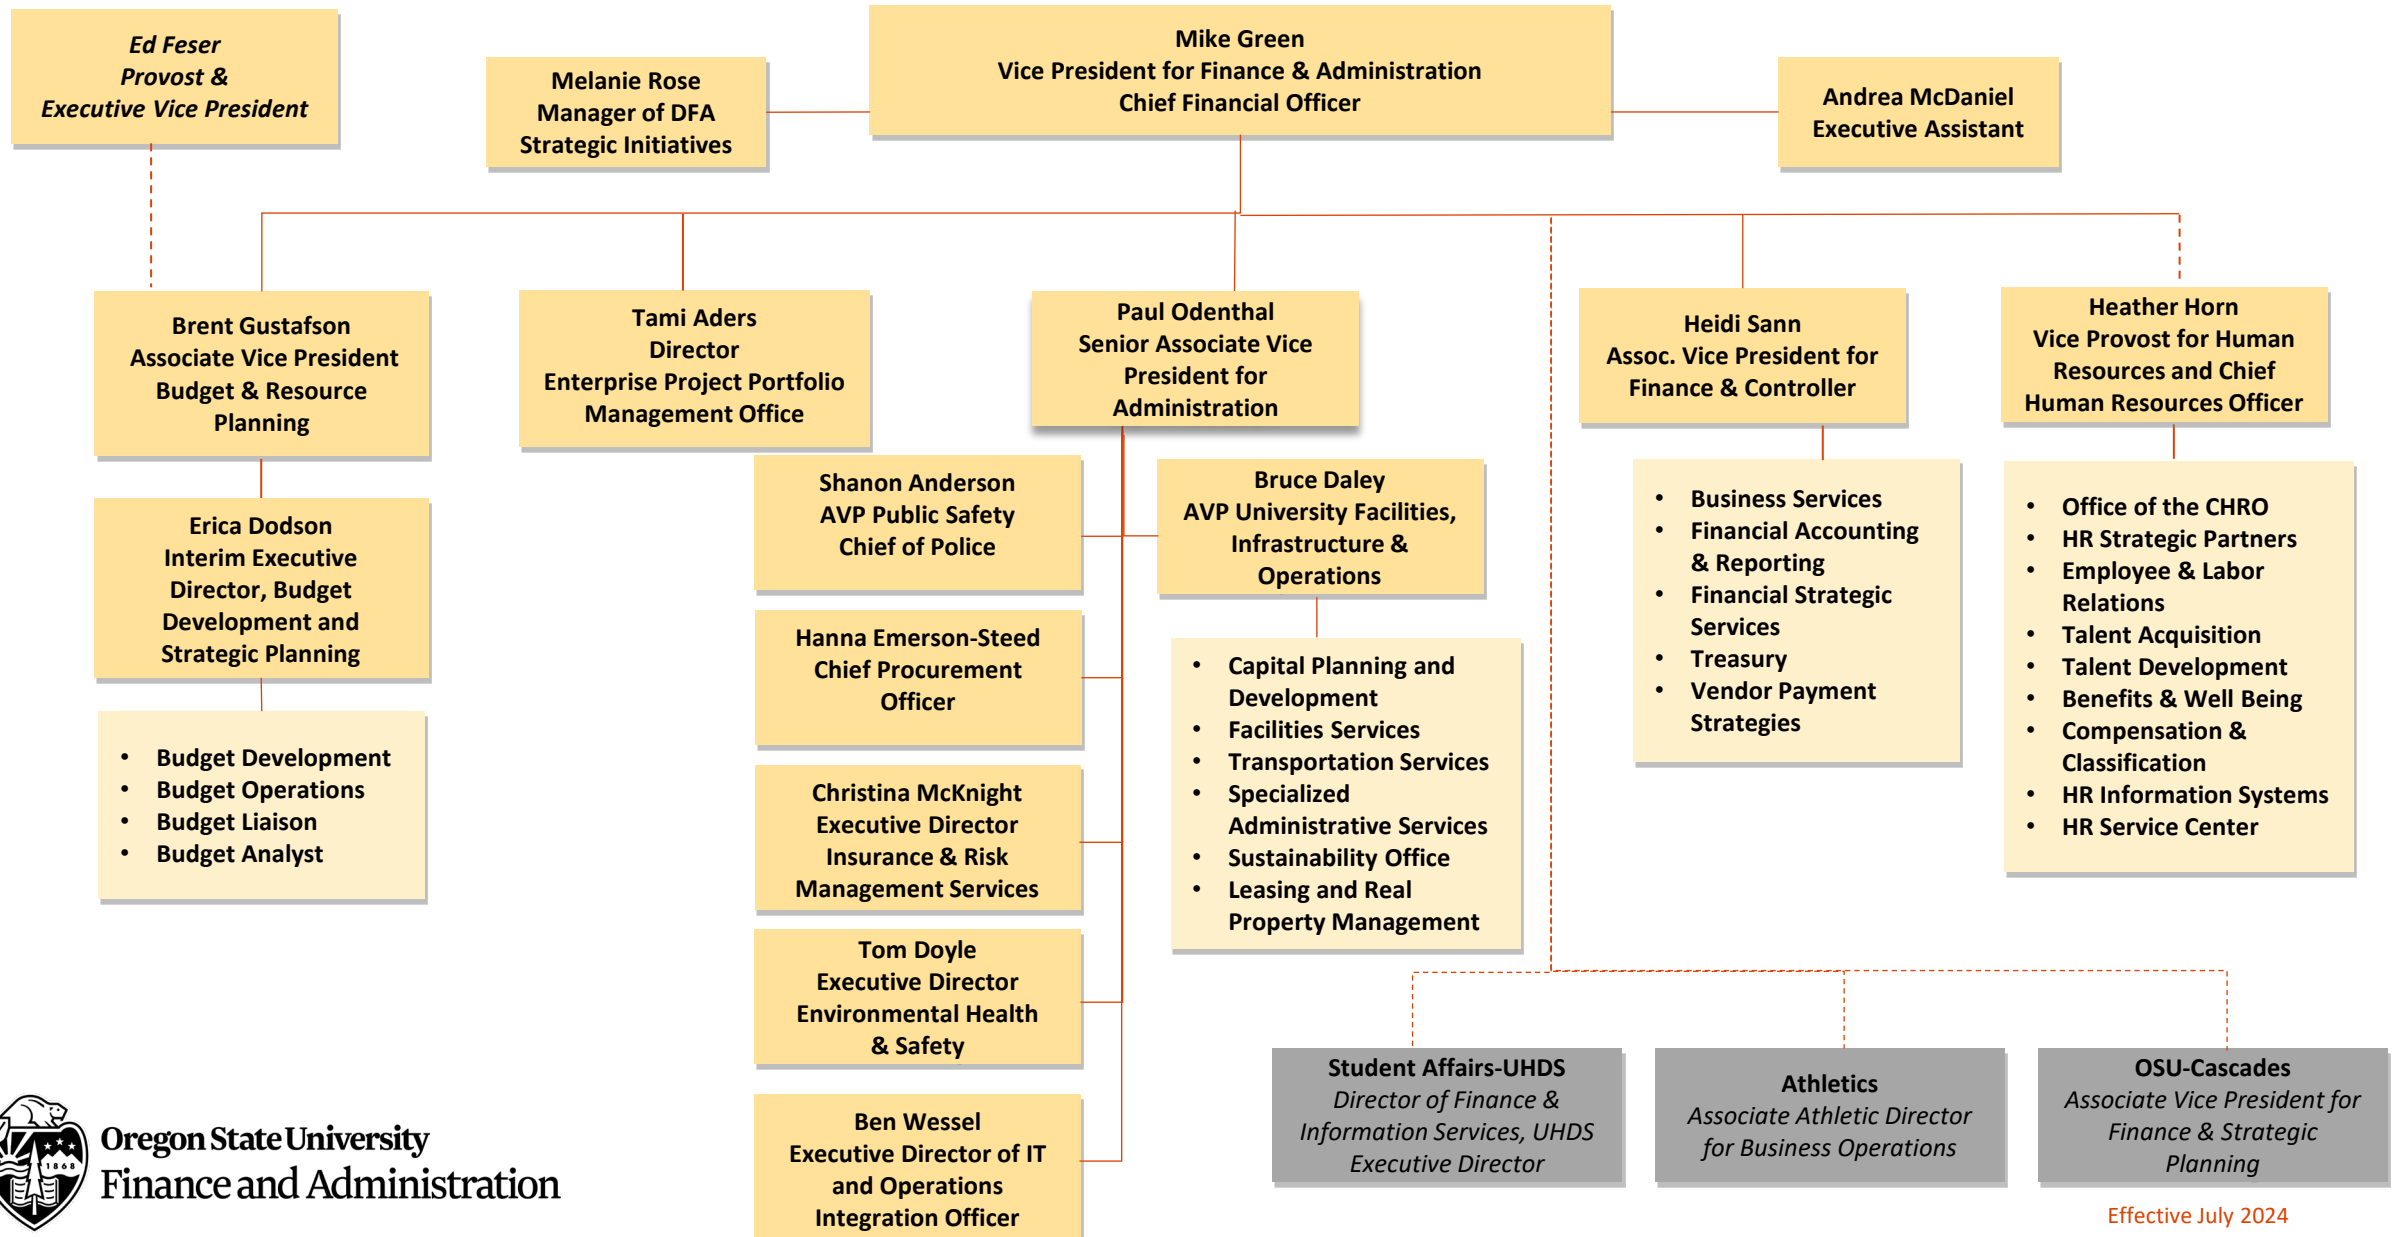 Ed Feser
Provost &
Executive Vice President
Melanie Rose
Manager of DFA
Strategic Initiatives
Mike Green
Vice President for Finance & Administration
Chief Financial Officer
Andrea McDaniel
Executive Assistant
Brent Gustafson
Associate Vice President
Budget & Resource
Planning
Tami Aders
Director
Enterprise Project Portfolio
Management Office
Paul Odenthal
Senior Associate Vice
President for
Administration
Heidi Sann
Assoc. Vice President for
Finance & Controller
Heather Horn
Vice Provost for Human
Resources and Chief
Human Resources Officer
Erica Dodson
Interim Executive
Director, Budget
Development and
Strategic Planning
• Budget Development
• Budget Operations
• Budget Liaison
• Budget Analyst
Shanon Anderson
AVP Public Safety
Chief of Police
Hanna Emerson-Steed
Chief Procurement
Officer
Christina McKnight
Executive Director
Insurance & Risk
Management Services
Tom Doyle
Executive Director
Environmental Health
& Safety
Ben Wessel
Executive Director of IT
and Operations
Integration Officer
Bruce Daley
AVP University Facilities,
Infrastructure &
Operations
• Capital Planning and
Development
• Facilities Services
• Transportation Services
• Specialized
Administrative Services
• Sustainability Office
• Leasing and Real
Property Management
• Business Services
• Financial Accounting
& Reporting
• Financial Strategic
Services
• Treasury
• Vendor Payment
Strategies
• Office of the CHRO
• HR Strategic Partners
• Employee & Labor
Relations
• Talent Acquisition
• Talent Development
• Benefits & Well Being
• Compensation &
Classification
• HR Information Systems
• HR Service Center
Student Affairs-UHDS
Director of Finance &
Information Services, UHDS
Executive Director
Athletics
Associate Athletic Director
for Business Operations
OSU-Cascades
Associate Vice President for
Finance & Strategic
Planning
1868
Oregon State University
Finance and Administration
Effective July 2024